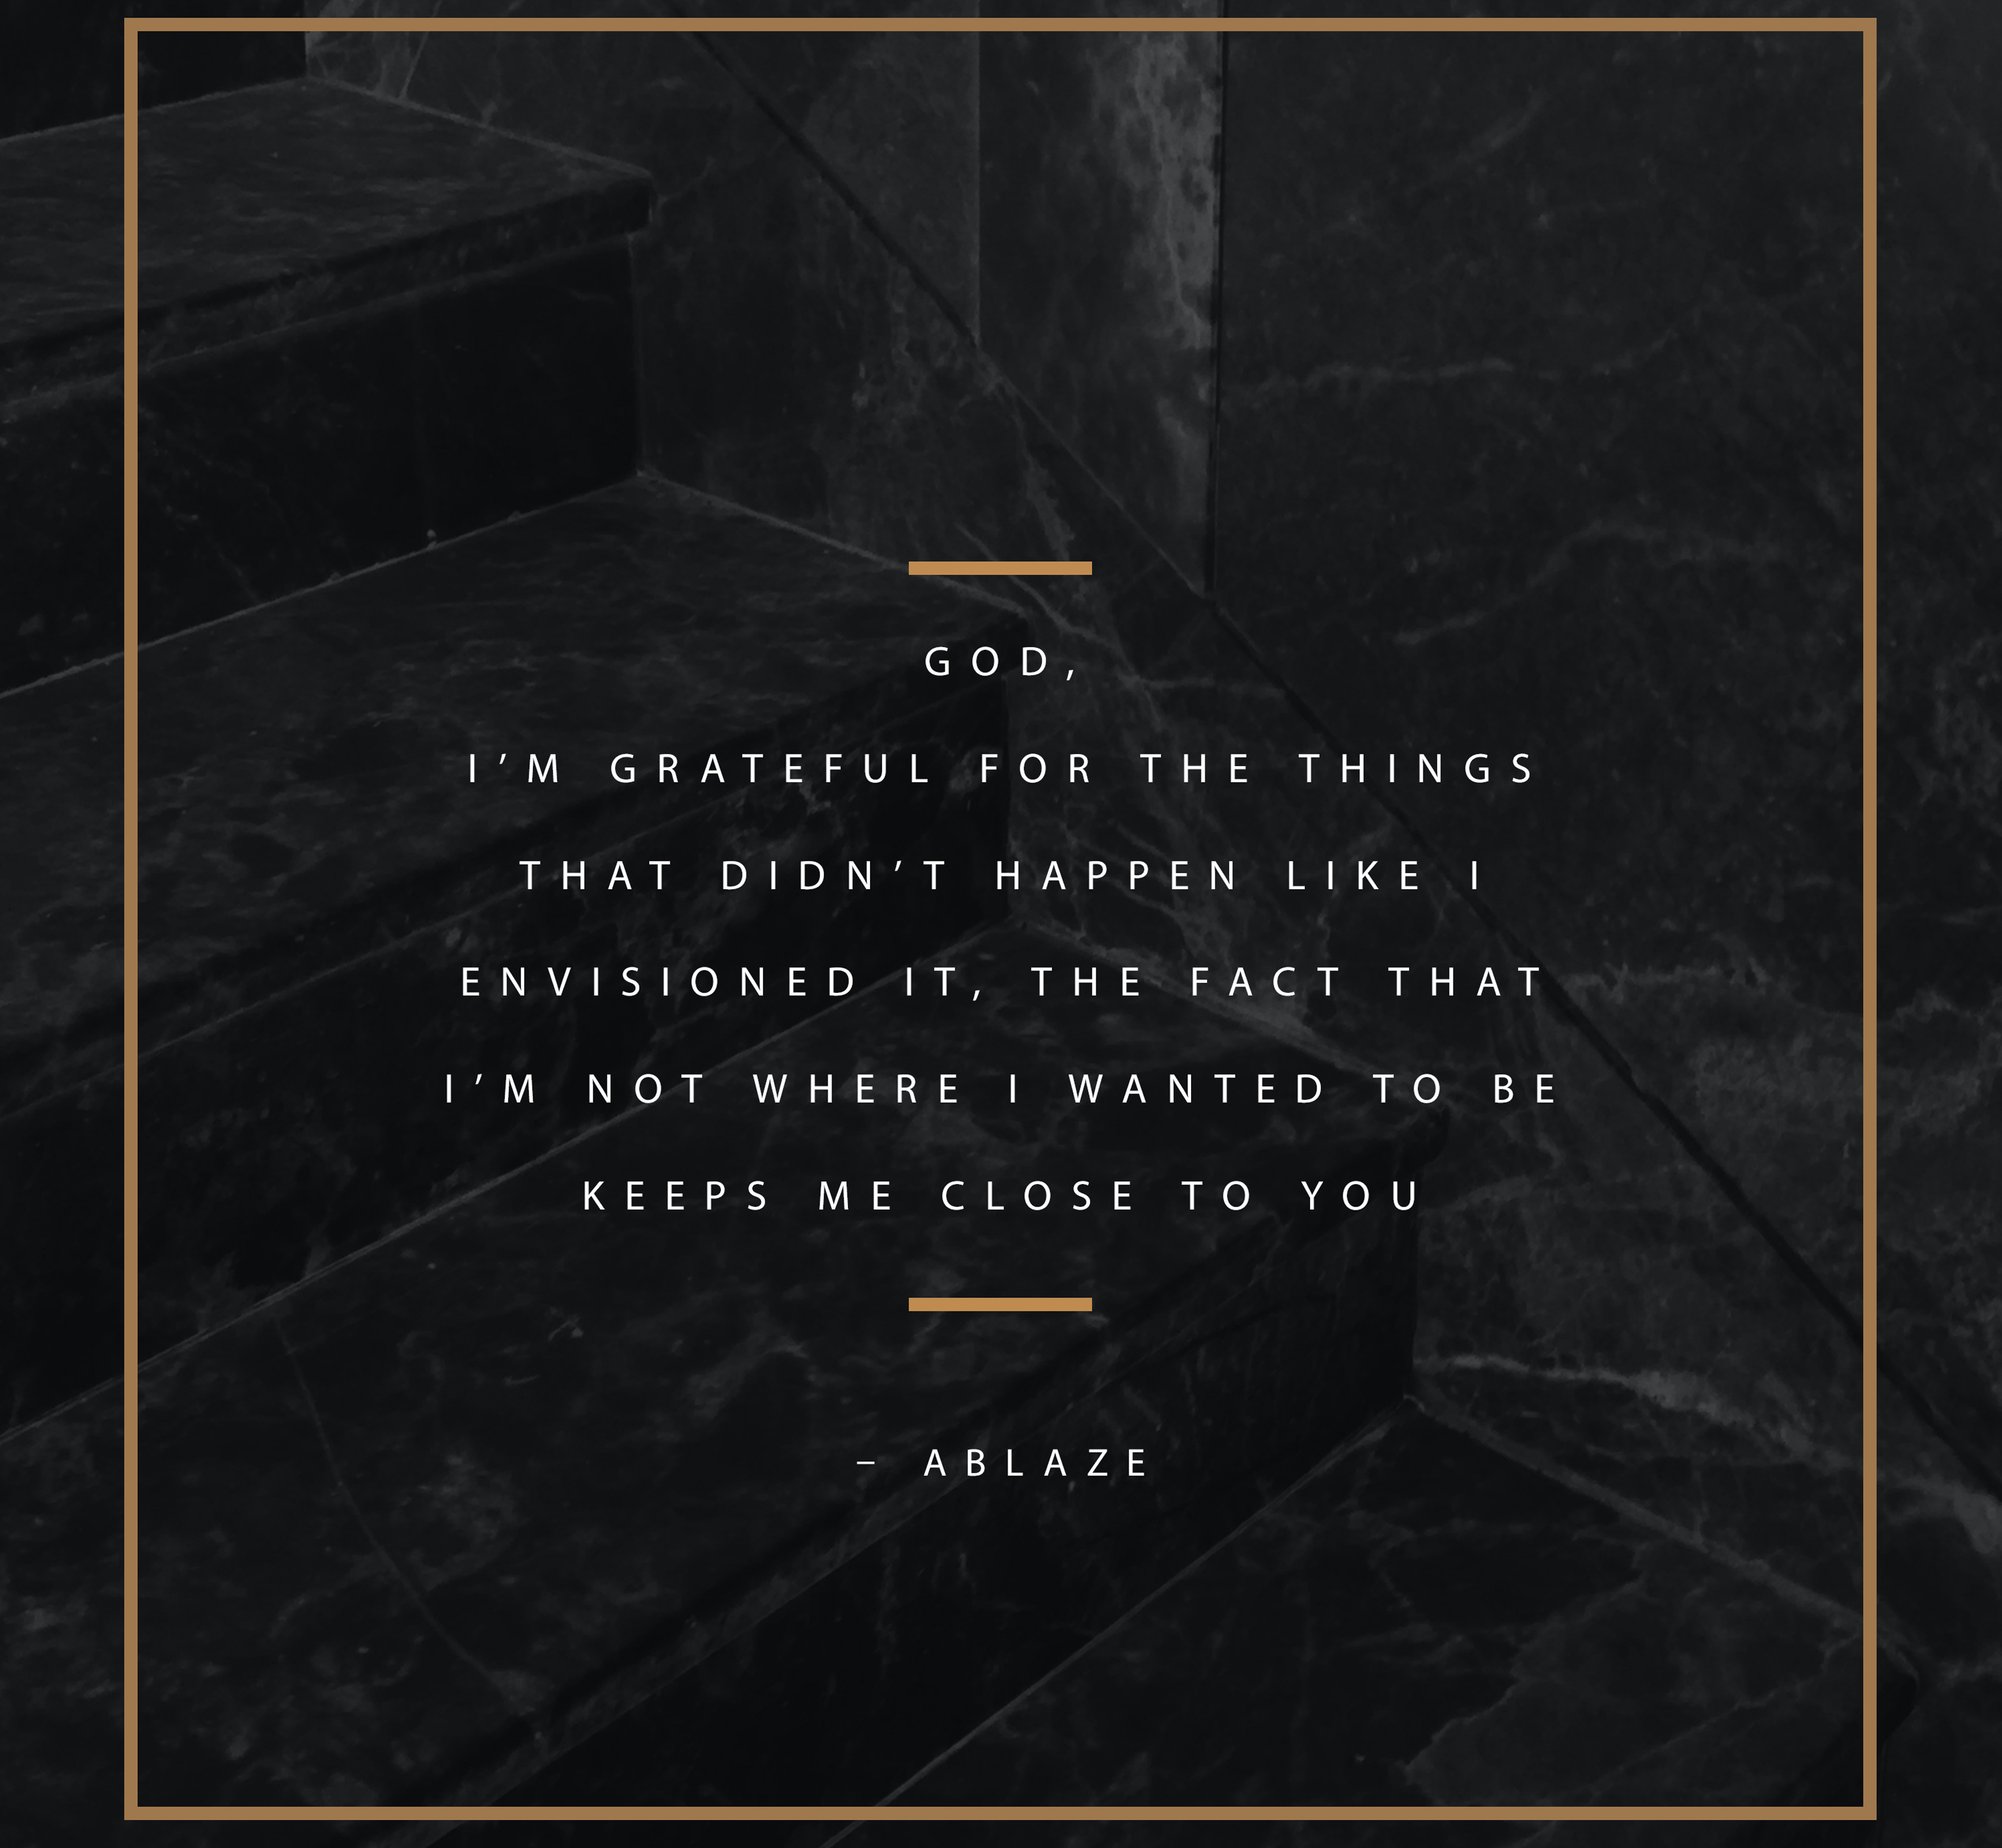 GOD,
I’M GRATEFUL FOR THE THINGS
THAT DIDN’T HAPPEN LIKE I
ENVISIONED IT, THE FACT THAT
I’M NOT WHERE I WANTED TO BE
KEEPS ME CLOSE TO YOU
– ABLAZE